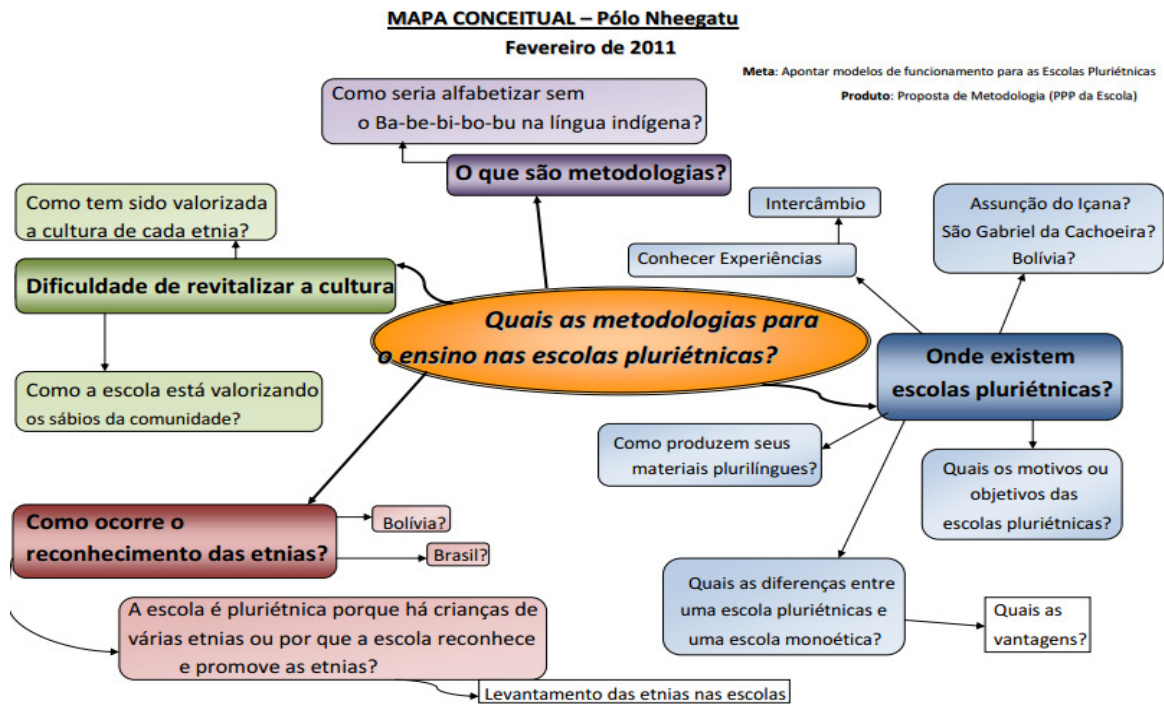 MAPA CONCEITUAL – Pólo Nheegatu
Fevereiro de 2011
Meta: Apontar modelos de funcionamento para as Escolas Pluriétnicas
Produto: Proposta de Metodologia (PPP da Escola)
Como seria alfabetizar sem
o Ba-be-bi-bo-bu na língua indígena?
O que são metodologias?
Como tem sido valorizada
a cultura de cada etnia?
Dificuldade de revitalizar a cultura
Como a escola está valorizando
os sábios da comunidade?
Intercâmbio
Conhecer Experiências
Assunção do Içana?
São Gabriel da Cachoeira?
Bolívia?
Quais as metodologias para
o ensino nas escolas pluriétnicas?
Onde existem
escolas pluriétnicas?
Como produzem seus
materiais plurilíngues?
Quais os motivos ou
objetivos das
escolas pluriétnicas?
Como ocorre o
reconhecimento das etnias?
Bolívia?
Brasil?
Quais as diferenças entre
uma escola pluriétnicas e
uma escola monoética?
Quais as
vantagens?
A escola é pluriétnica porque há crianças de
várias etnias ou por que a escola reconhece
e promove as etnias?
Levantamento das etnias nas escolas